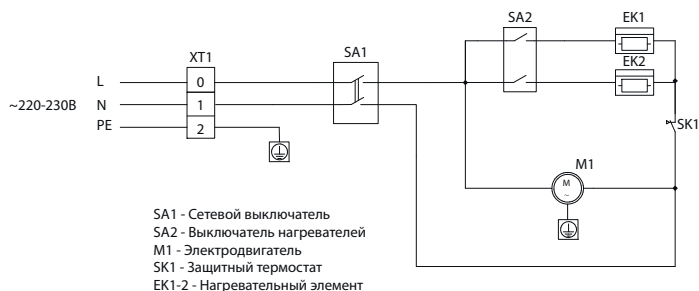 SA2 EK1
SA1
XT1
EK2
L 0
~220-230В N 1
PE 2
SK1
M1
M
~
SA1 - Сетевой выключатель
SA2 - Выключатель нагревателей
M1 - Электродвигатель
SK1 - Защитный термостат
EK1-2 - Нагревательный элемент